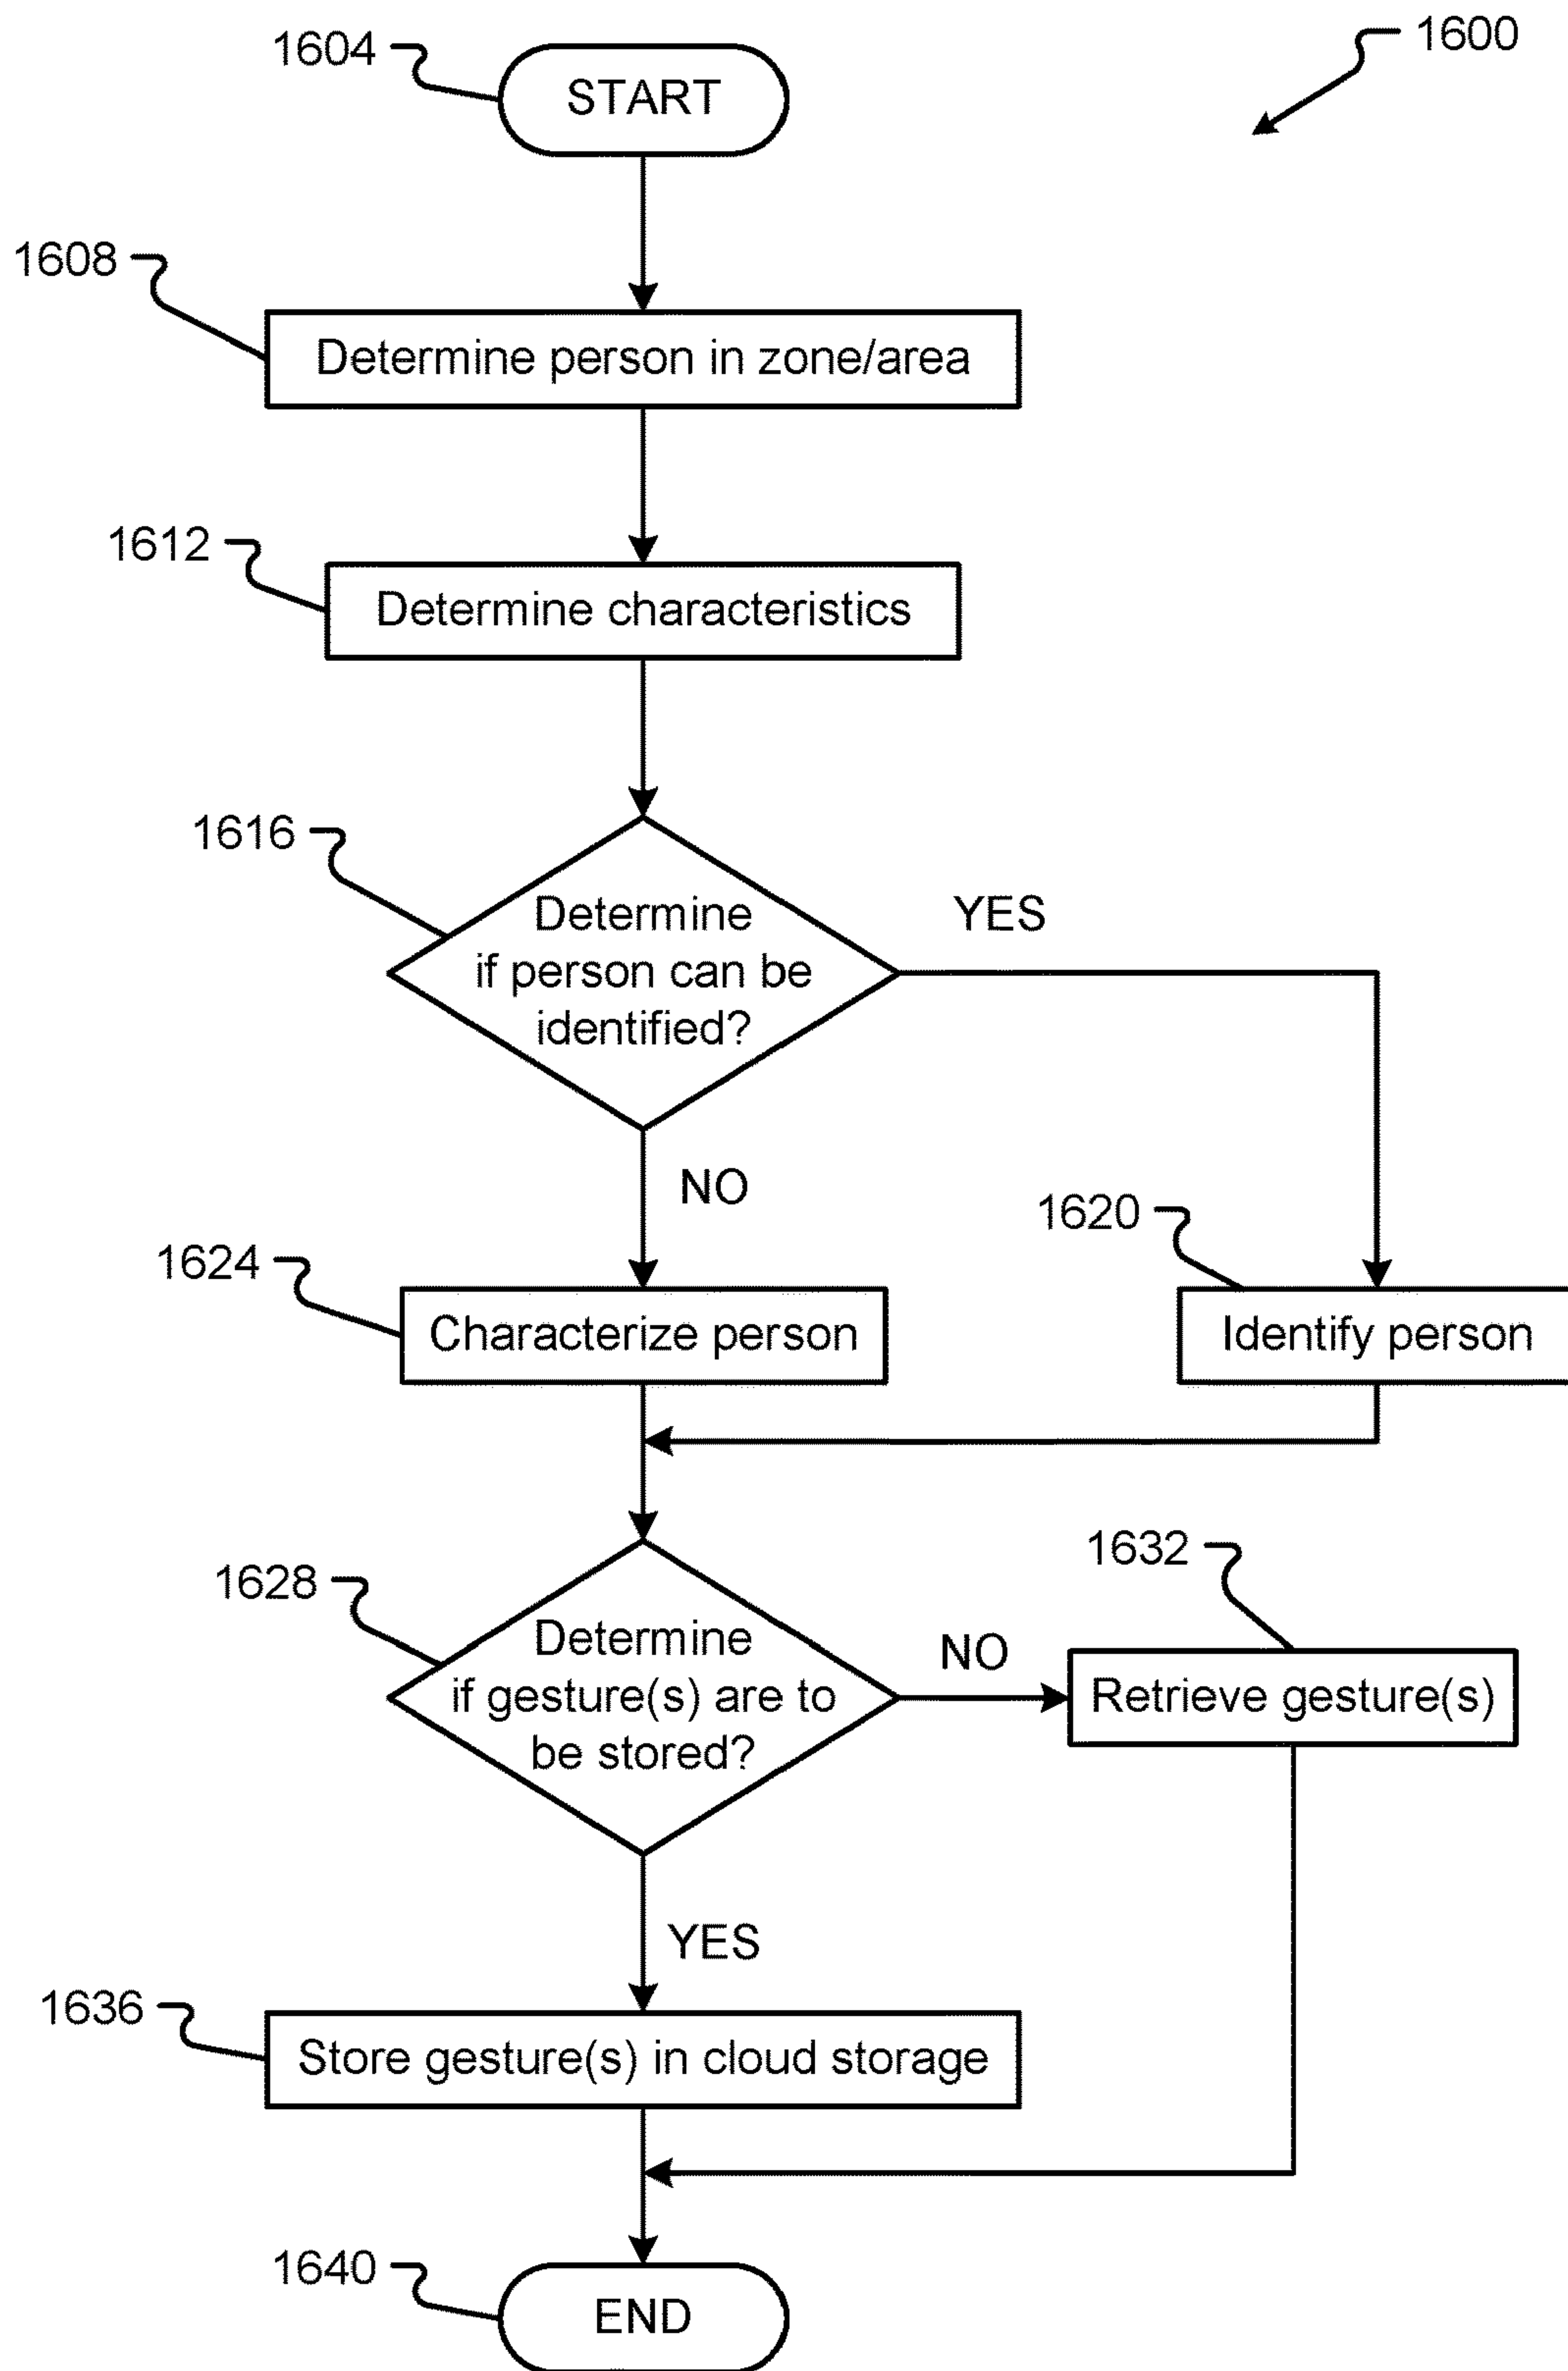 1604
START
1600
1608
Determine person in zone/area
1612
Determine characteristics
1616
Determine
if person can be
identified?
YES
NO
1620
1624
Characterize person
Identify person
1628
1632
Determine
if gesture(s) are to
be stored?
NO
Retrieve gesture(s)
YES
1636
Store gesture(s) in cloud storage
1640
END